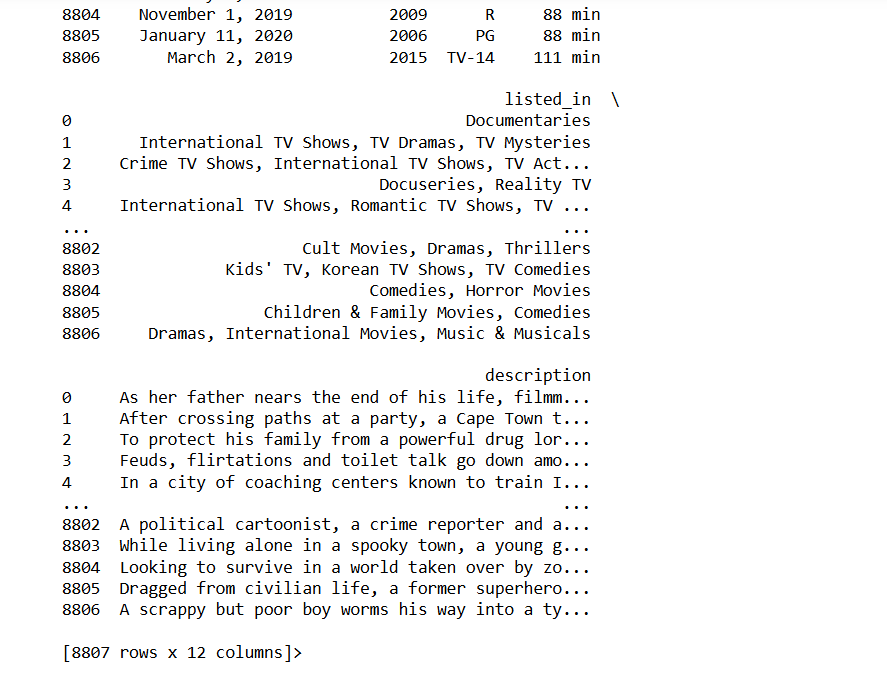 8804    November 1, 2019          2009      R     88 min
8805    January 11, 2020          2006     PG     88 min
8806       March 2, 2019          2015  TV-14    111 min
listed_in  \
0                                         Documentaries
1       International TV Shows, TV Dramas, TV Mysteries
2     Crime TV Shows, International TV Shows, TV Act...
3                                Docuseries, Reality TV
4     International TV Shows, Romantic TV Shows, TV ...
...                                                 ...
8802                     Cult Movies, Dramas, Thrillers
8803             Kids' TV, Korean TV Shows, TV Comedies
8804                            Comedies, Horror Movies
8805                 Children & Family Movies, Comedies
8806     Dramas, International Movies, Music & Musicals
description
0     As her father nears the end of his life, filmm...
1     After crossing paths at a party, a Cape Town t...
2     To protect his family from a powerful drug lor...
3     Feuds, flirtations and toilet talk go down amo...
4     In a city of coaching centers known to train I...
...                                                 ...
8802  A political cartoonist, a crime reporter and a...
8803  While living alone in a spooky town, a young g...
8804  Looking to survive in a world taken over by zo...
8805  Dragged from civilian life, a former superhero...
8806  A scrappy but poor boy worms his way into a ty...
[8807 rows x 12 columns]>